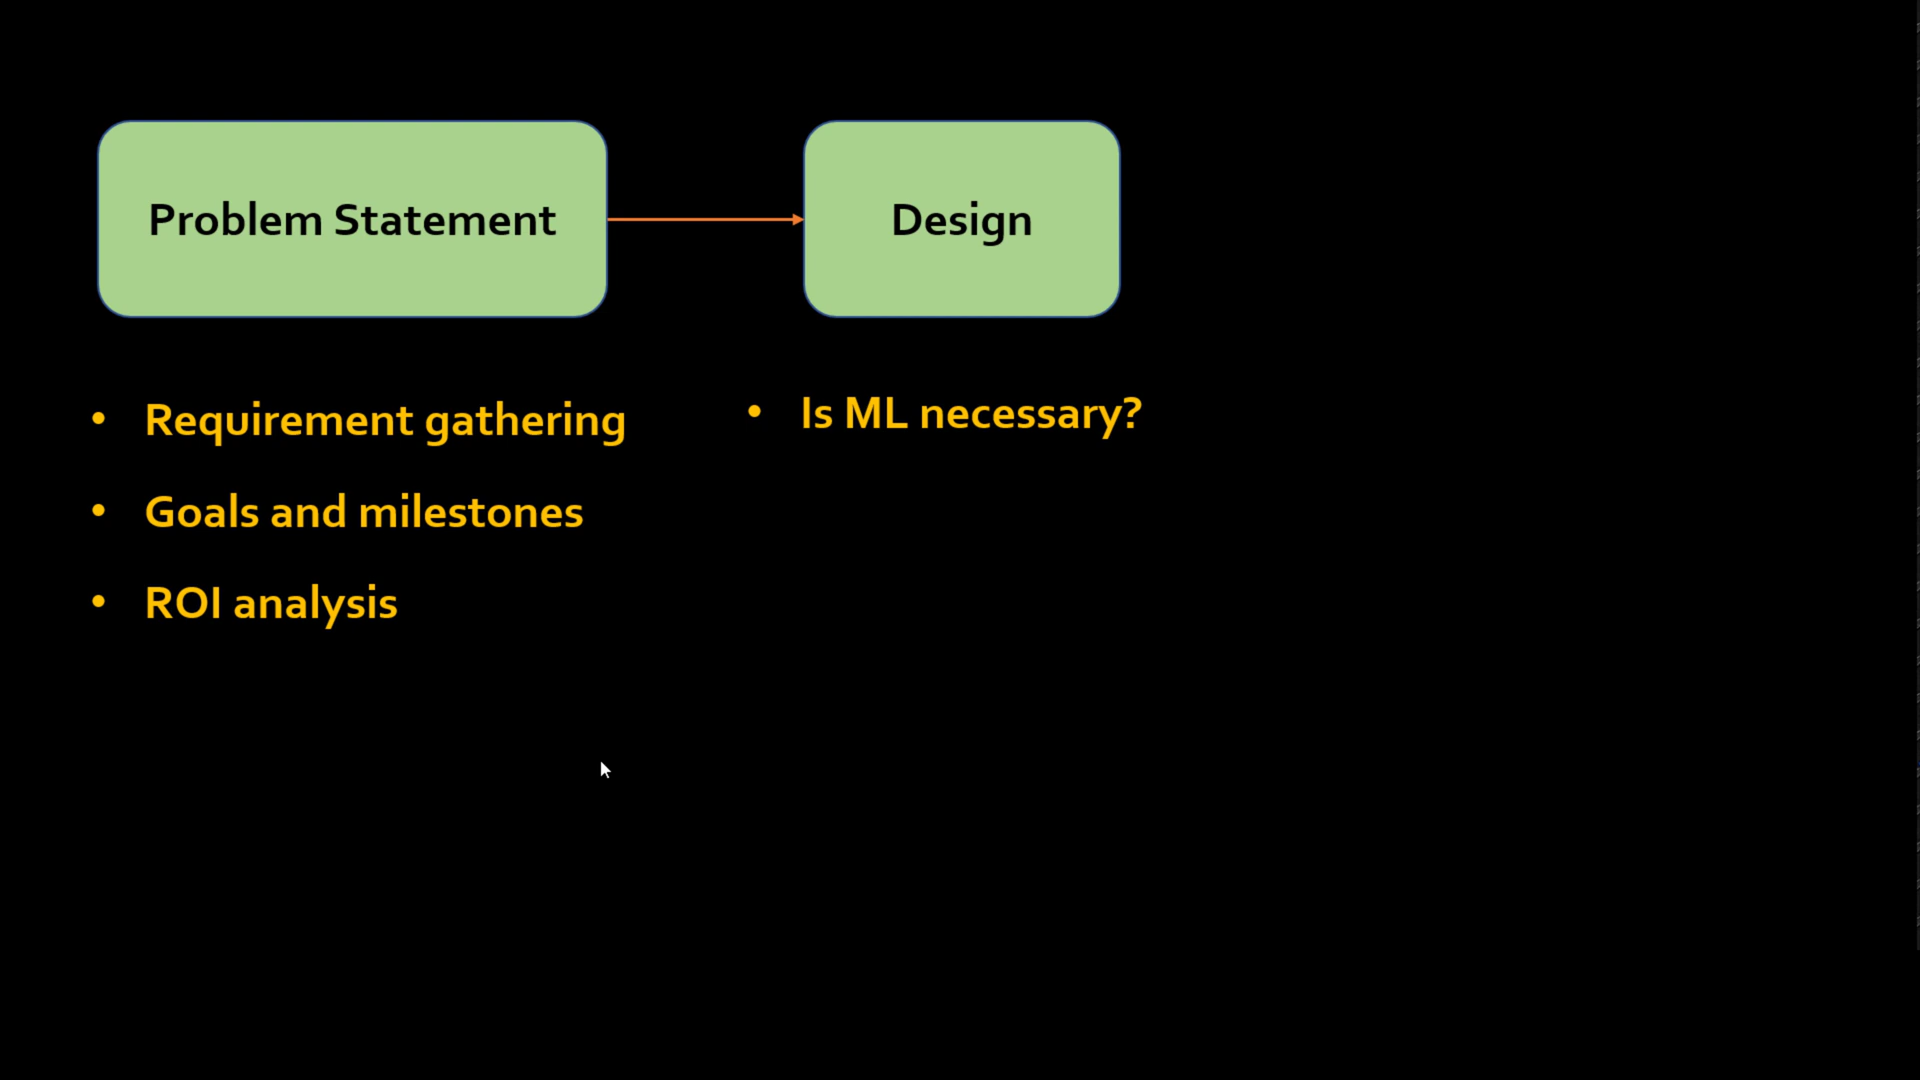 Problem Statement
Design
• Requirement gathering
• Goals and milestones
• ROI analysis
• Is ML necessary?